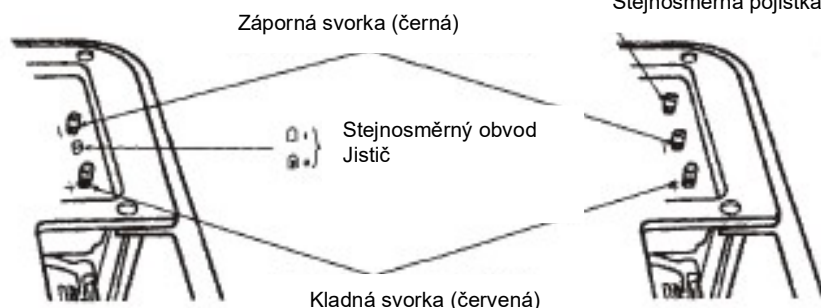 Stejnosměrná pojistka
Záporná svorka (černá)
Stejnosměrný obvod
Jistič
Kladná svorka (červená)